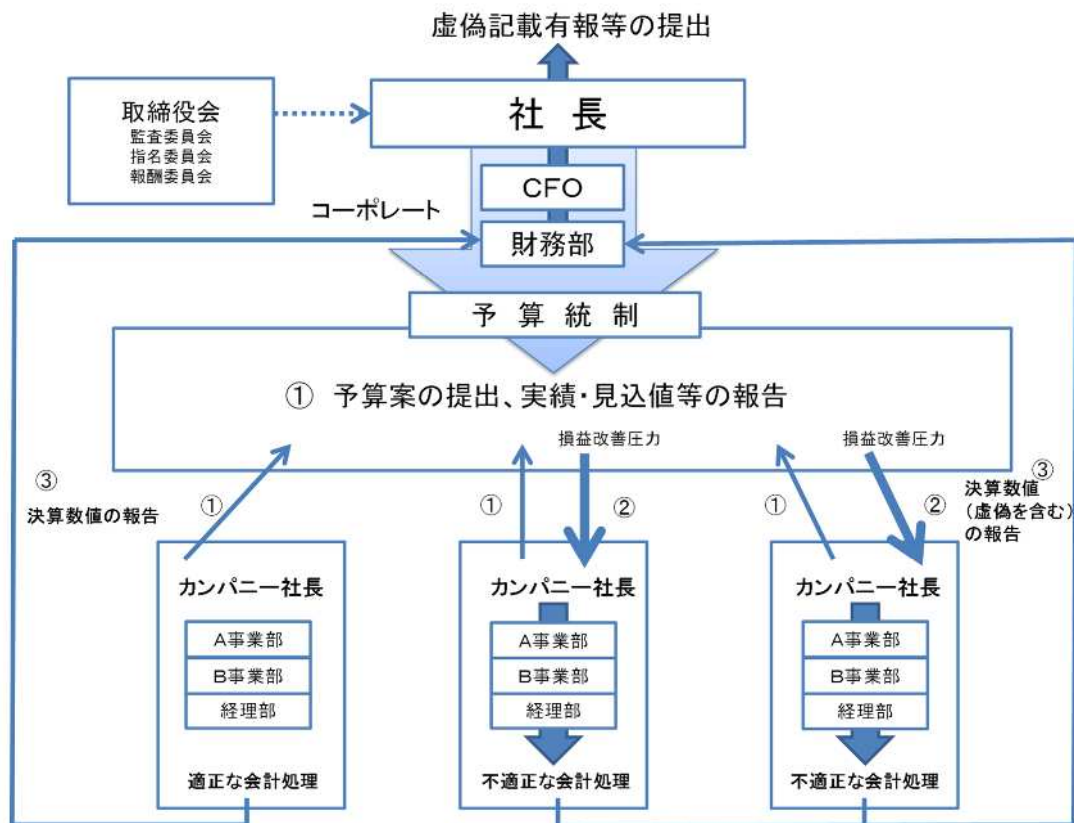 虚偽記載有報等の提出
取締役会
監査委員会
指名委員会
報酬委員会
社 長
CFO
コーポレート
財務部
予 算 統 制
① 予算案の提出、実績・見込値等の報告
損益改善圧力
損益改善圧力
③
決算数値の報告
①
①
②
①
②
③
決算数値
(虚偽を含む)
の報告
カンパニー社長
A事業部
B事業部
経理部
適正な会計処理
カンパニー社長
A事業部
B事業部
経理部
不適正な会計処理
カンパニー社長
A事業部
B事業部
経理部
不適正な会計処理